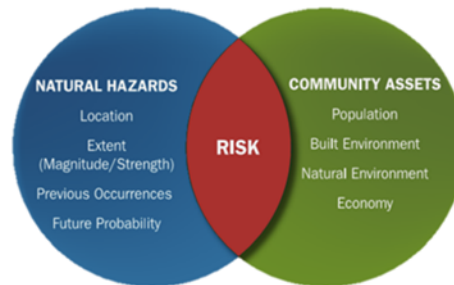 NATURAL HAZARDS
Location
Extent
(Magnitude/Strength)
Previous Occurrences
Future Probability
RISK
COMMUNITY ASSETS
Population
Built Environment
Natural Environment
Economy